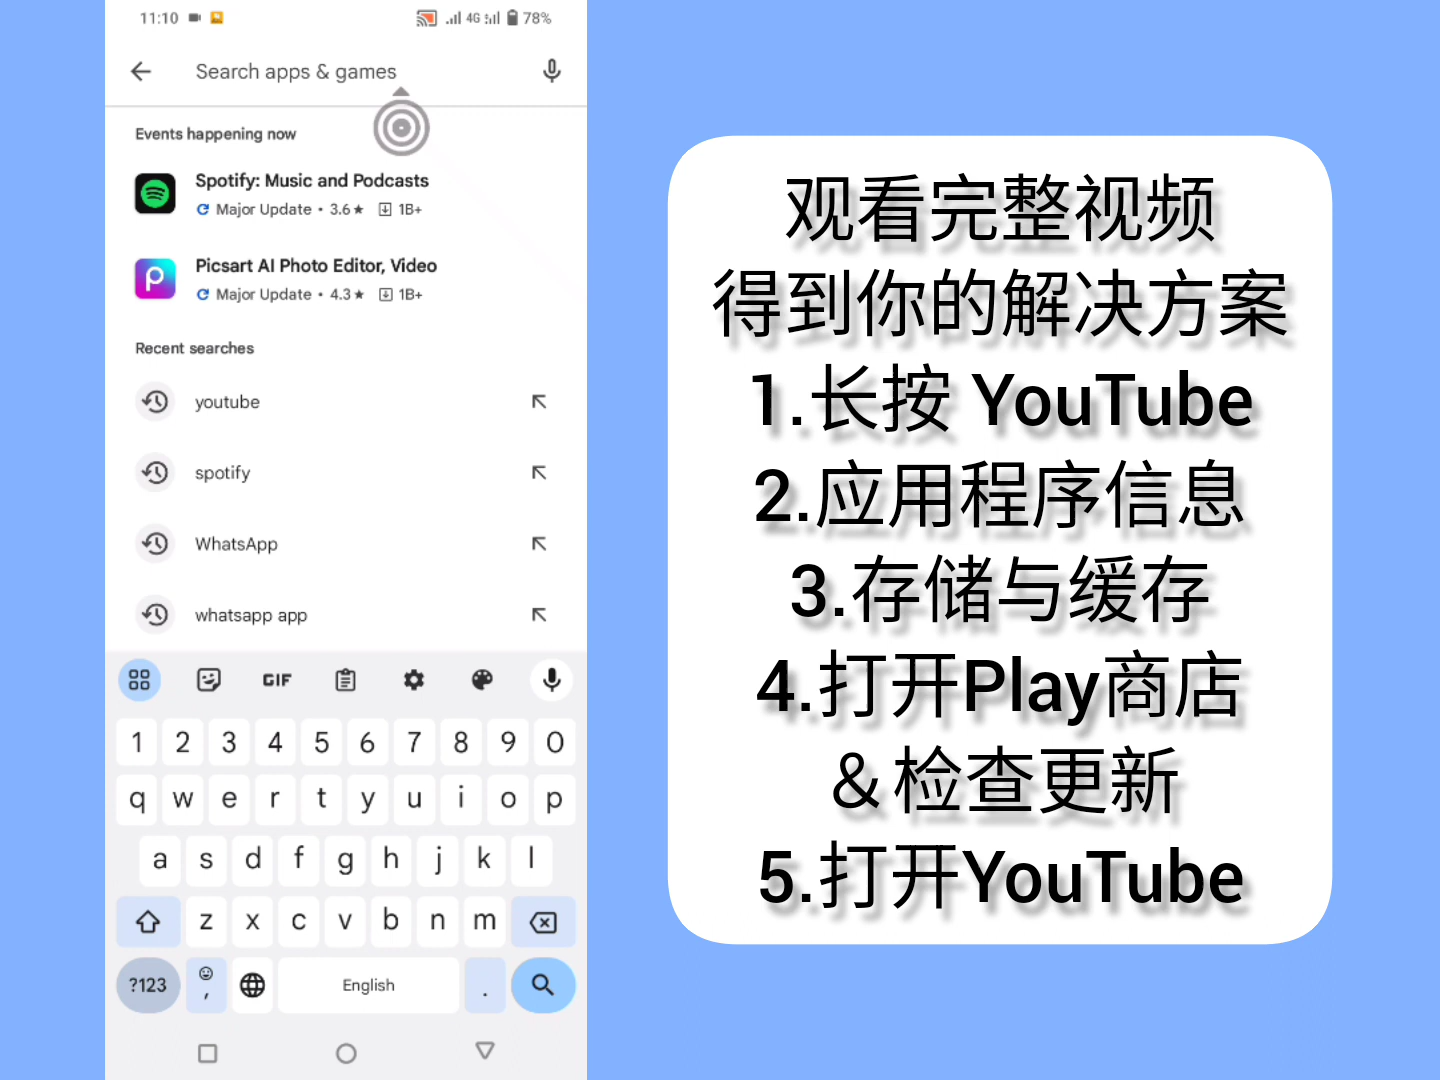 11:10
4G
78%
Search apps & games
Events happening now
Spotify: Music and Podcasts
Major Update • 3.6★ 1B+
Picsart AI Photo Editor, Video
Major Update • 4.3★ 1B+
Recent searches
youtube
spotify
WhatsApp
whatsapp app
GIF
1 2 3 4 5 6 7 8 9 0
q w e r t y u i o p
a s d f g h j k l
z x c v b n m
?123 , English .
观看完整视频
得到你的解决方案
1.长按 YouTube
2.应用程序信息
3.存储与缓存
4.打开Play商店
&检查更新
5.打开YouTube